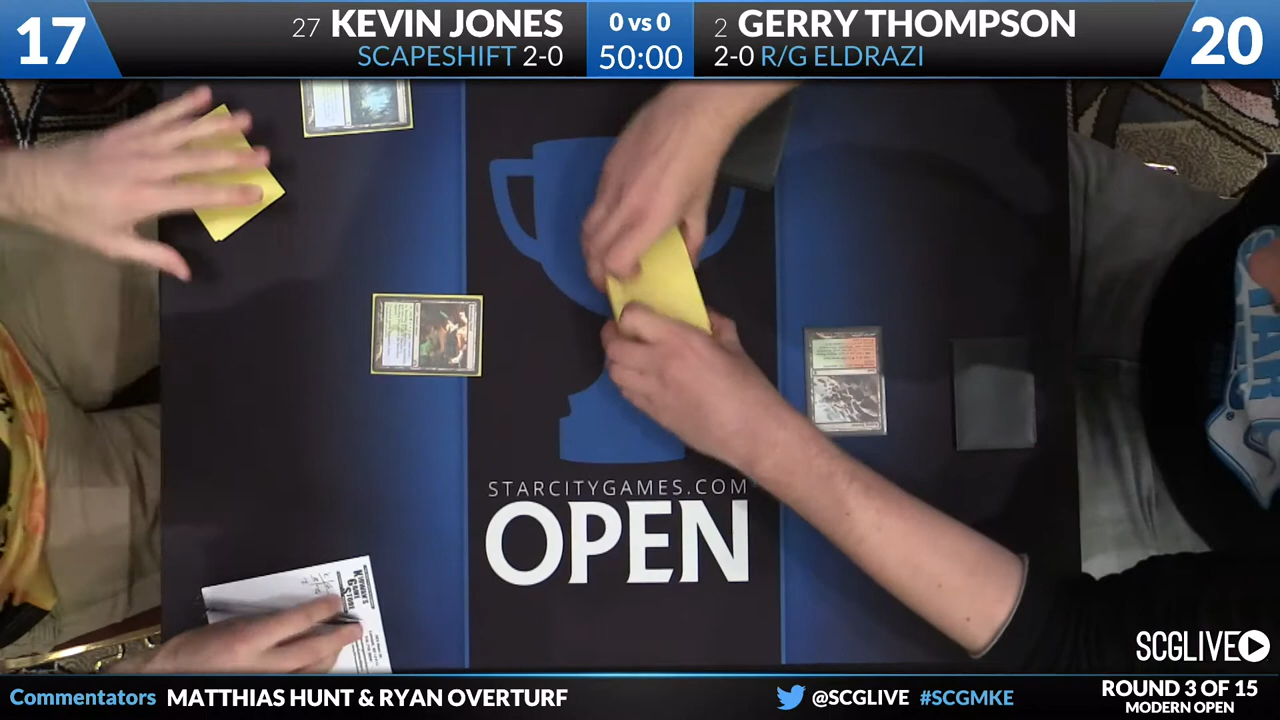 17
27 KEVIN JONES
SCAPESHIFT 2-0
0 vs 0
50:00
2 GERRY THOMPSON
2-0 R/G ELDRAZI
20
STARCITYGAMES.COM
OPEN
SCGLIVE
Commentators MATTHIAS HUNT & RYAN OVERTURF
@SCGLIVE #SCGMKE
ROUND 3 OF 15
MODERN OPEN